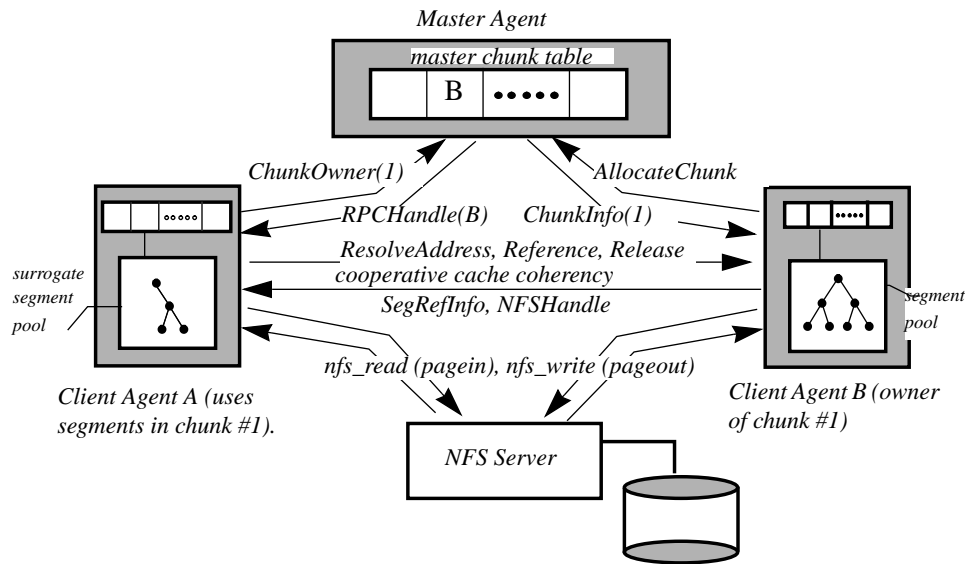 Master Agent
master chunk table
B
ChunkOwner(1)
AllocateChunk
RPCHandle(B)
ChunkInfo(1)
ResolveAddress, Reference, Release
cooperative cache coherency
SegRefInfo, NFSHandle
surrogate
segment
pool
segment
pool
nfs_read (pagein), nfs_write (pageout)
Client Agent A (uses
segments in chunk #1).
Client Agent B (owner
of chunk #1)
NFS Server